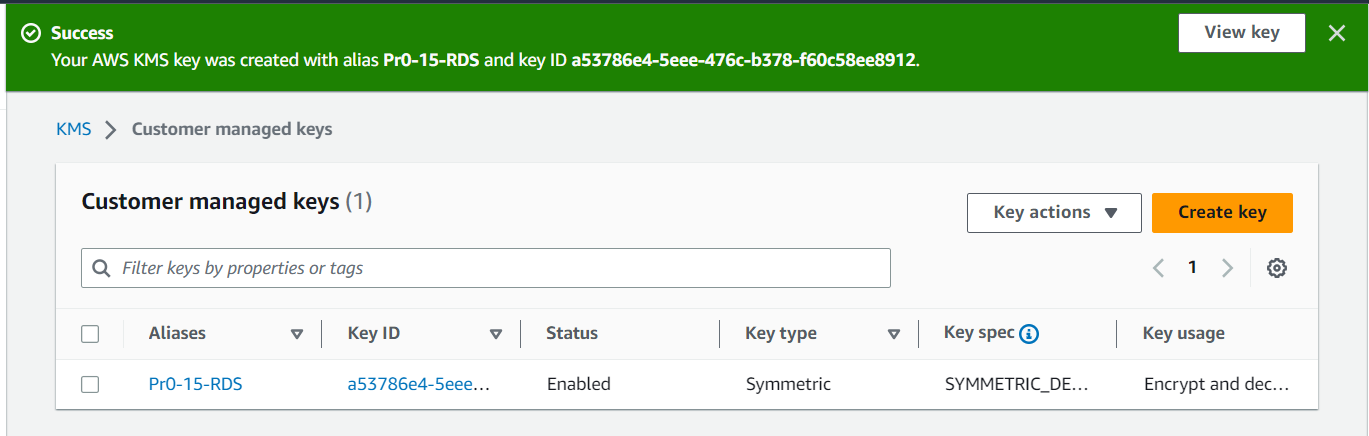 Success
View key
Your AWS KMS key was created with alias Pr0-15-RDS and key ID a53786e4-5eee-476c-b378-f60c58ee8912.
KMS > Customer managed keys
Customer managed keys (1)
Key actions Create key
Filter keys by properties or tags
1
Aliases Key ID Status Key type Key spec Key usage
Pr0-15-RDS a53786e4-5eee... Enabled Symmetric SYMMETRIC_DE... Encrypt and dec...